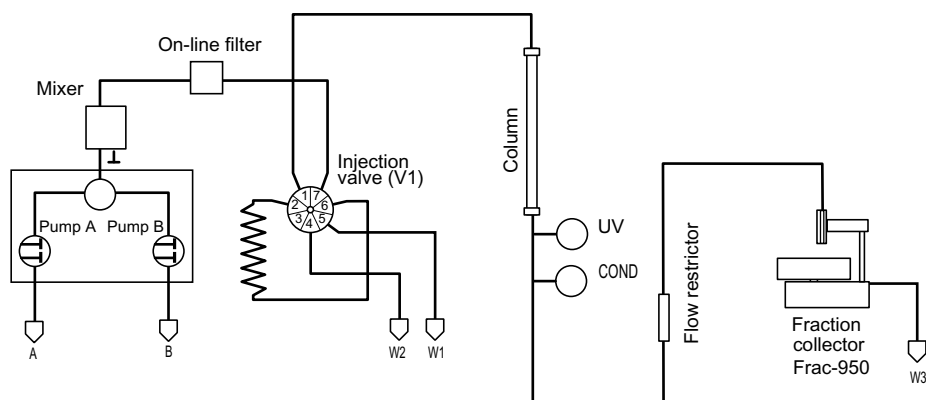 On-line filter
Mixer
Injection
valve (V1)
Column
1 7
2 6
3 5
4
Pump A Pump B
UV
COND
Flow restrictor
Fraction
collector
Frac-950
A
B
W2 W1
W3